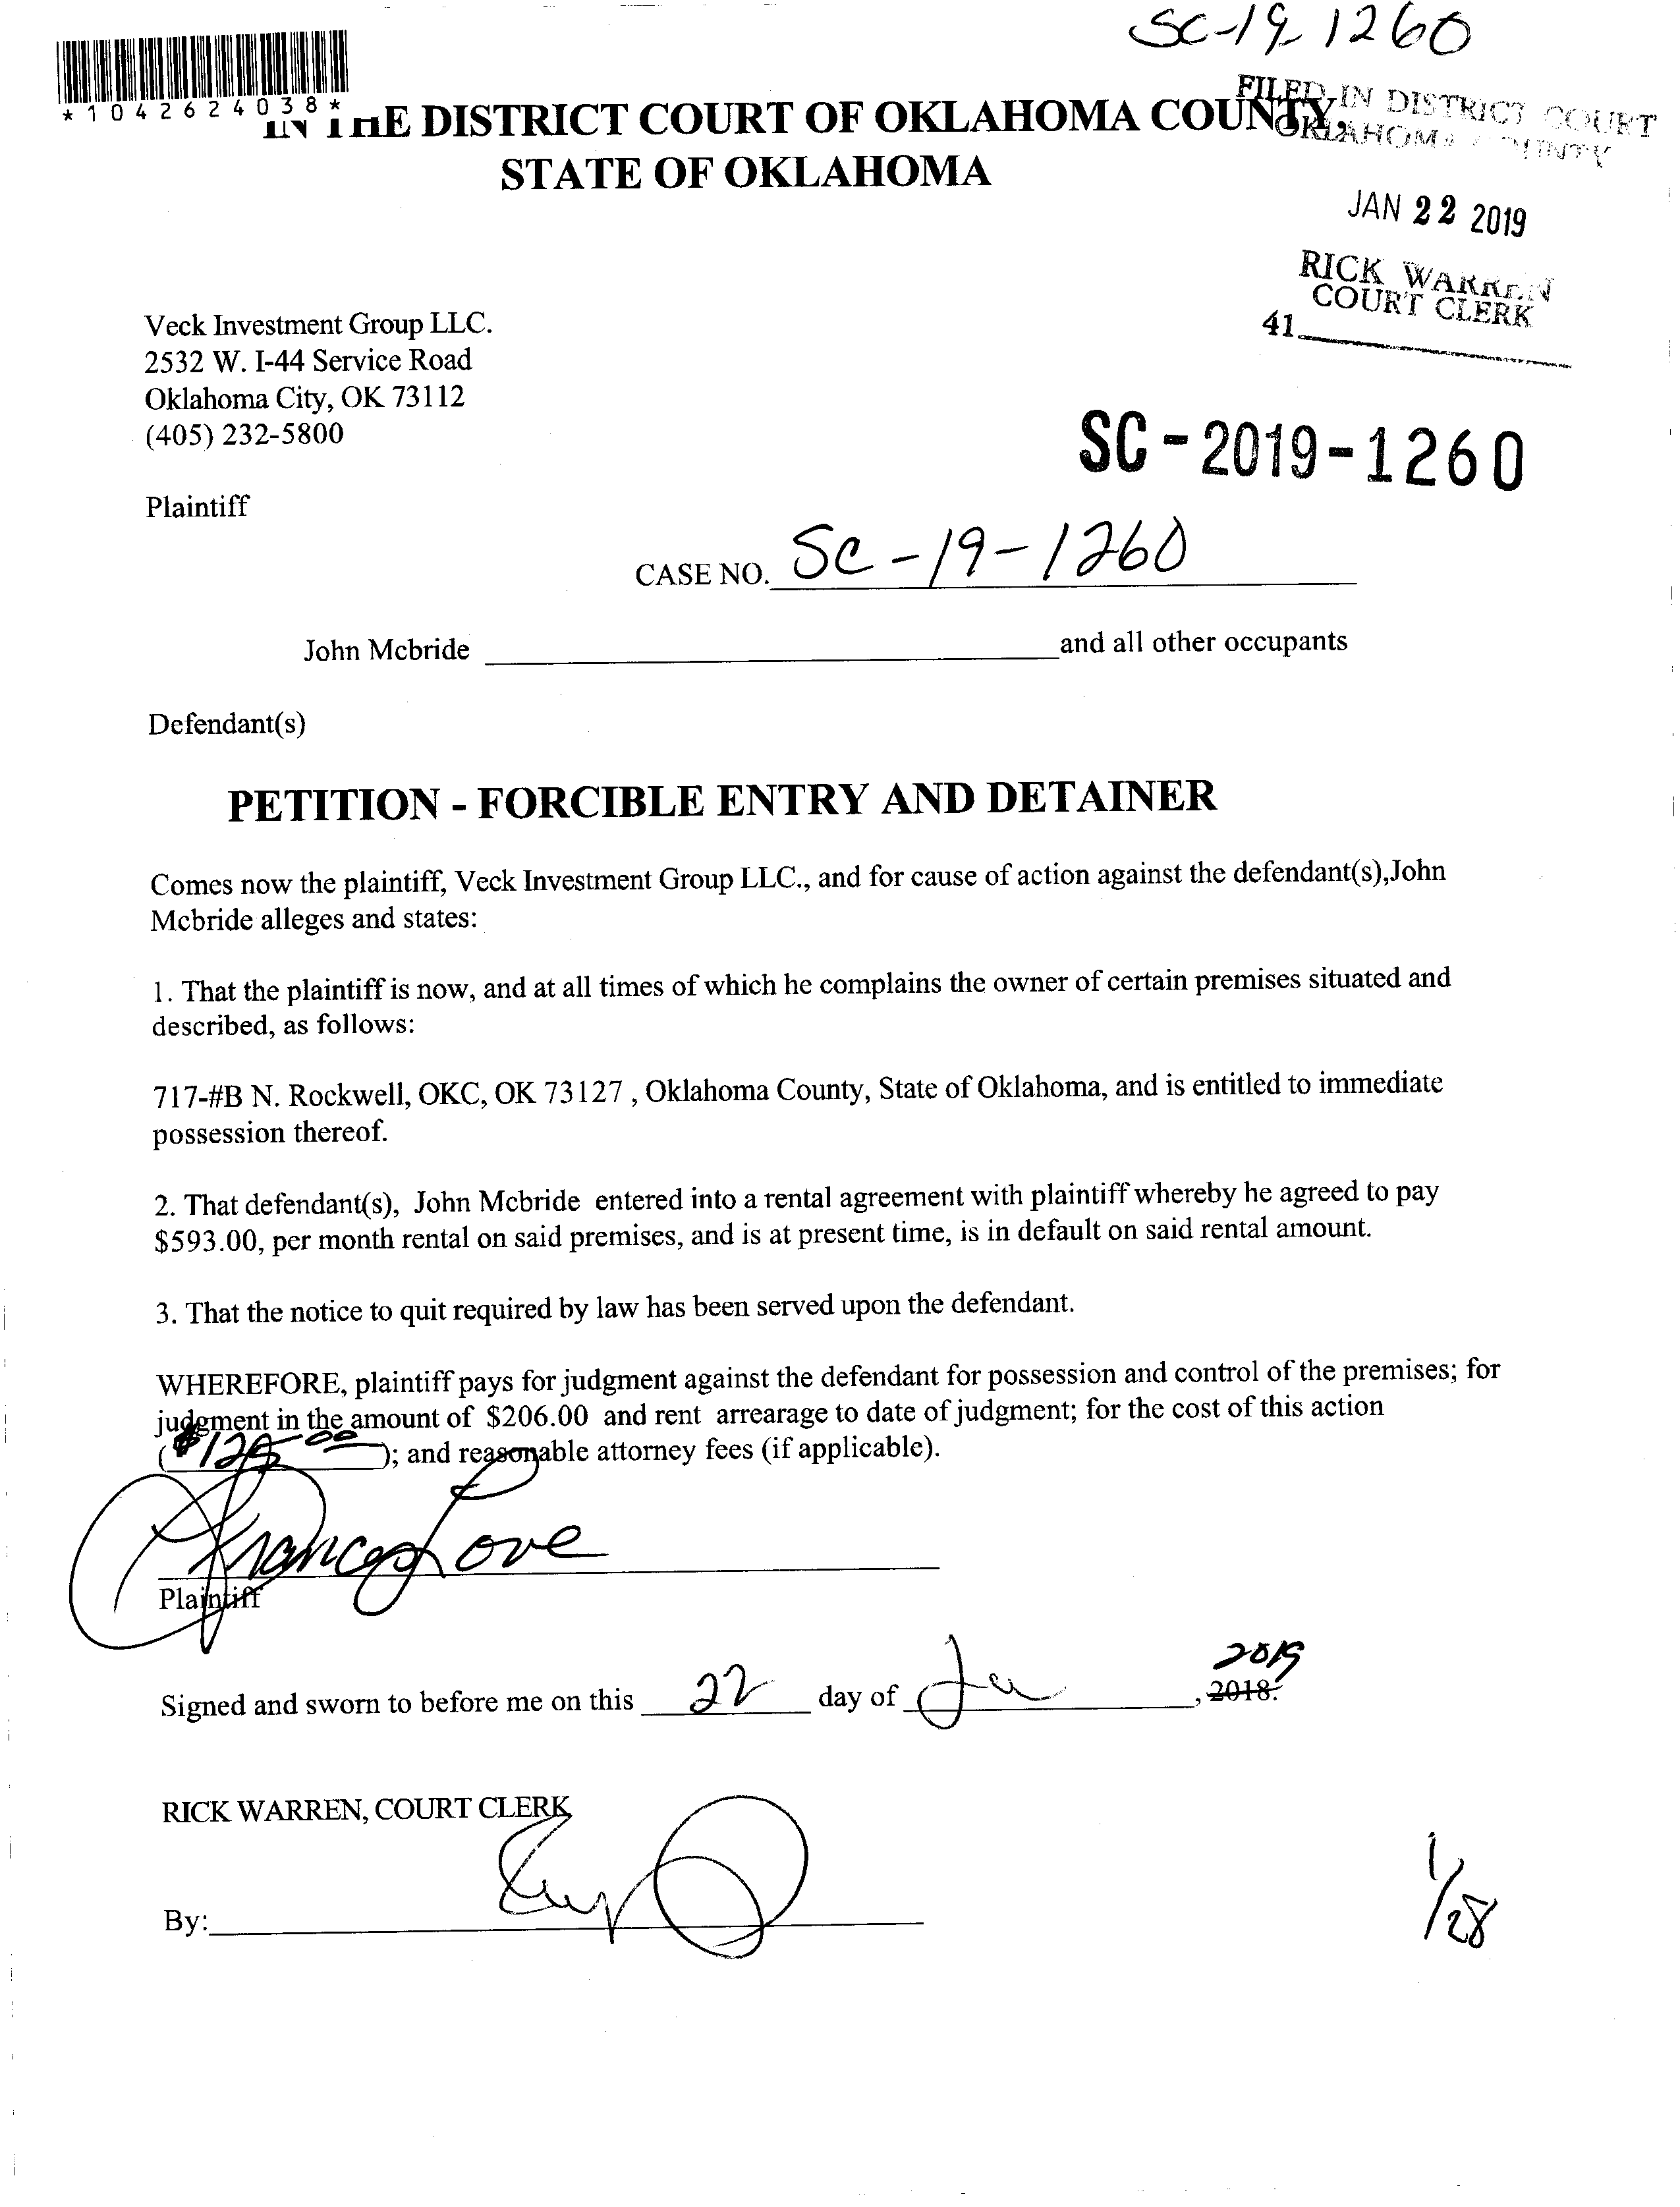 SC-19-1260
*1042624038*
FILED IN DISTRICT COURT
OKLAHOMA COUNTY
IN THE DISTRICT COURT OF OKLAHOMA COUNTY,
STATE OF OKLAHOMA
JAN 22 2019
RICK WARREN
COURT CLERK
41
Veck Investment Group LLC.
2532 W. I-44 Service Road
Oklahoma City, OK 73112
(405) 232-5800
SC-2019-1260
Plaintiff
CASE NO. SC-19-1260
John Mcbride and all other occupants
Defendant(s)
PETITION - FORCIBLE ENTRY AND DETAINER
Comes now the plaintiff, Veck Investment Group LLC., and for cause of action against the defendant(s),John
Mcbride alleges and states:
1. That the plaintiff is now, and at all times of which he complains the owner of certain premises situated and
described, as follows:
717-#B N. Rockwell, OKC, OK 73127 , Oklahoma County, State of Oklahoma, and is entitled to immediate
possession thereof.
2. That defendant(s), John Mcbride entered into a rental agreement with plaintiff whereby he agreed to pay
$593.00, per month rental on said premises, and is at present time, is in default on said rental amount.
3. That the notice to quit required by law has been served upon the defendant.
WHEREFORE, plaintiff pays for judgment against the defendant for possession and control of the premises; for
judgment in the amount of $206.00 and rent arrearage to date of judgment; for the cost of this action
( ); and reasonable attorney fees (if applicable).
Frances Love
Plaintiff
2019
Signed and sworn to before me on this 22 day of Ja , 2018.
RICK WARREN, COURT CLERK
By:
1/28